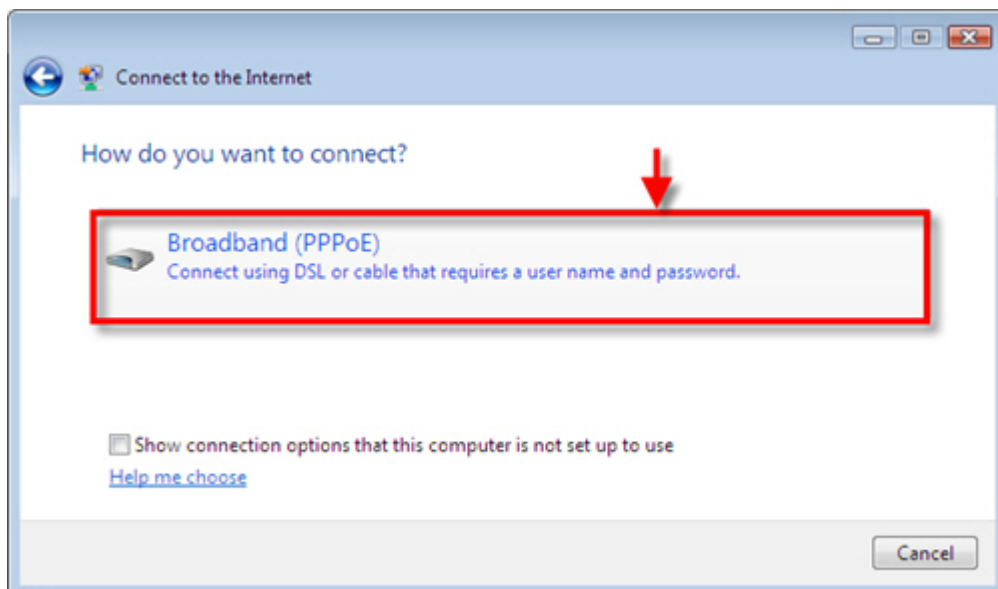 Connect to the Internet
How do you want to connect?
Broadband (PPPoE)
Connect using DSL or cable that requires a user name and password.
Show connection options that this computer is not set up to use
Help me choose
Cancel